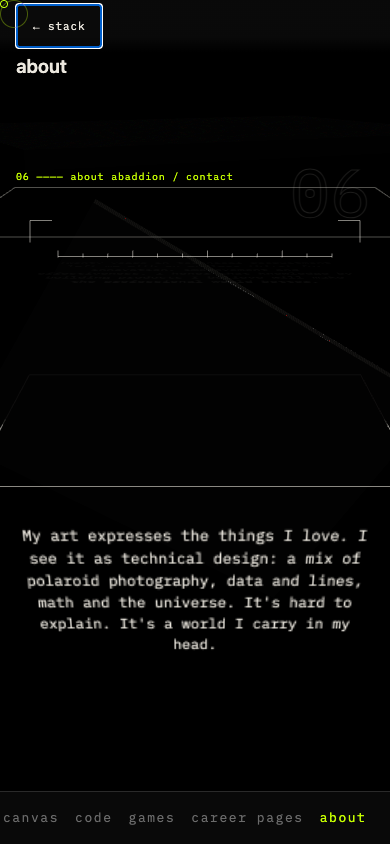 ← stack
about
06 ──── about abaddion / contact
06
My art expresses the things I love. I
see it as technical design: a mix of
polaroid photography, data and lines,
math and the universe. It's hard to
explain. It's a world I carry in my
head.
canvas code games career pages about